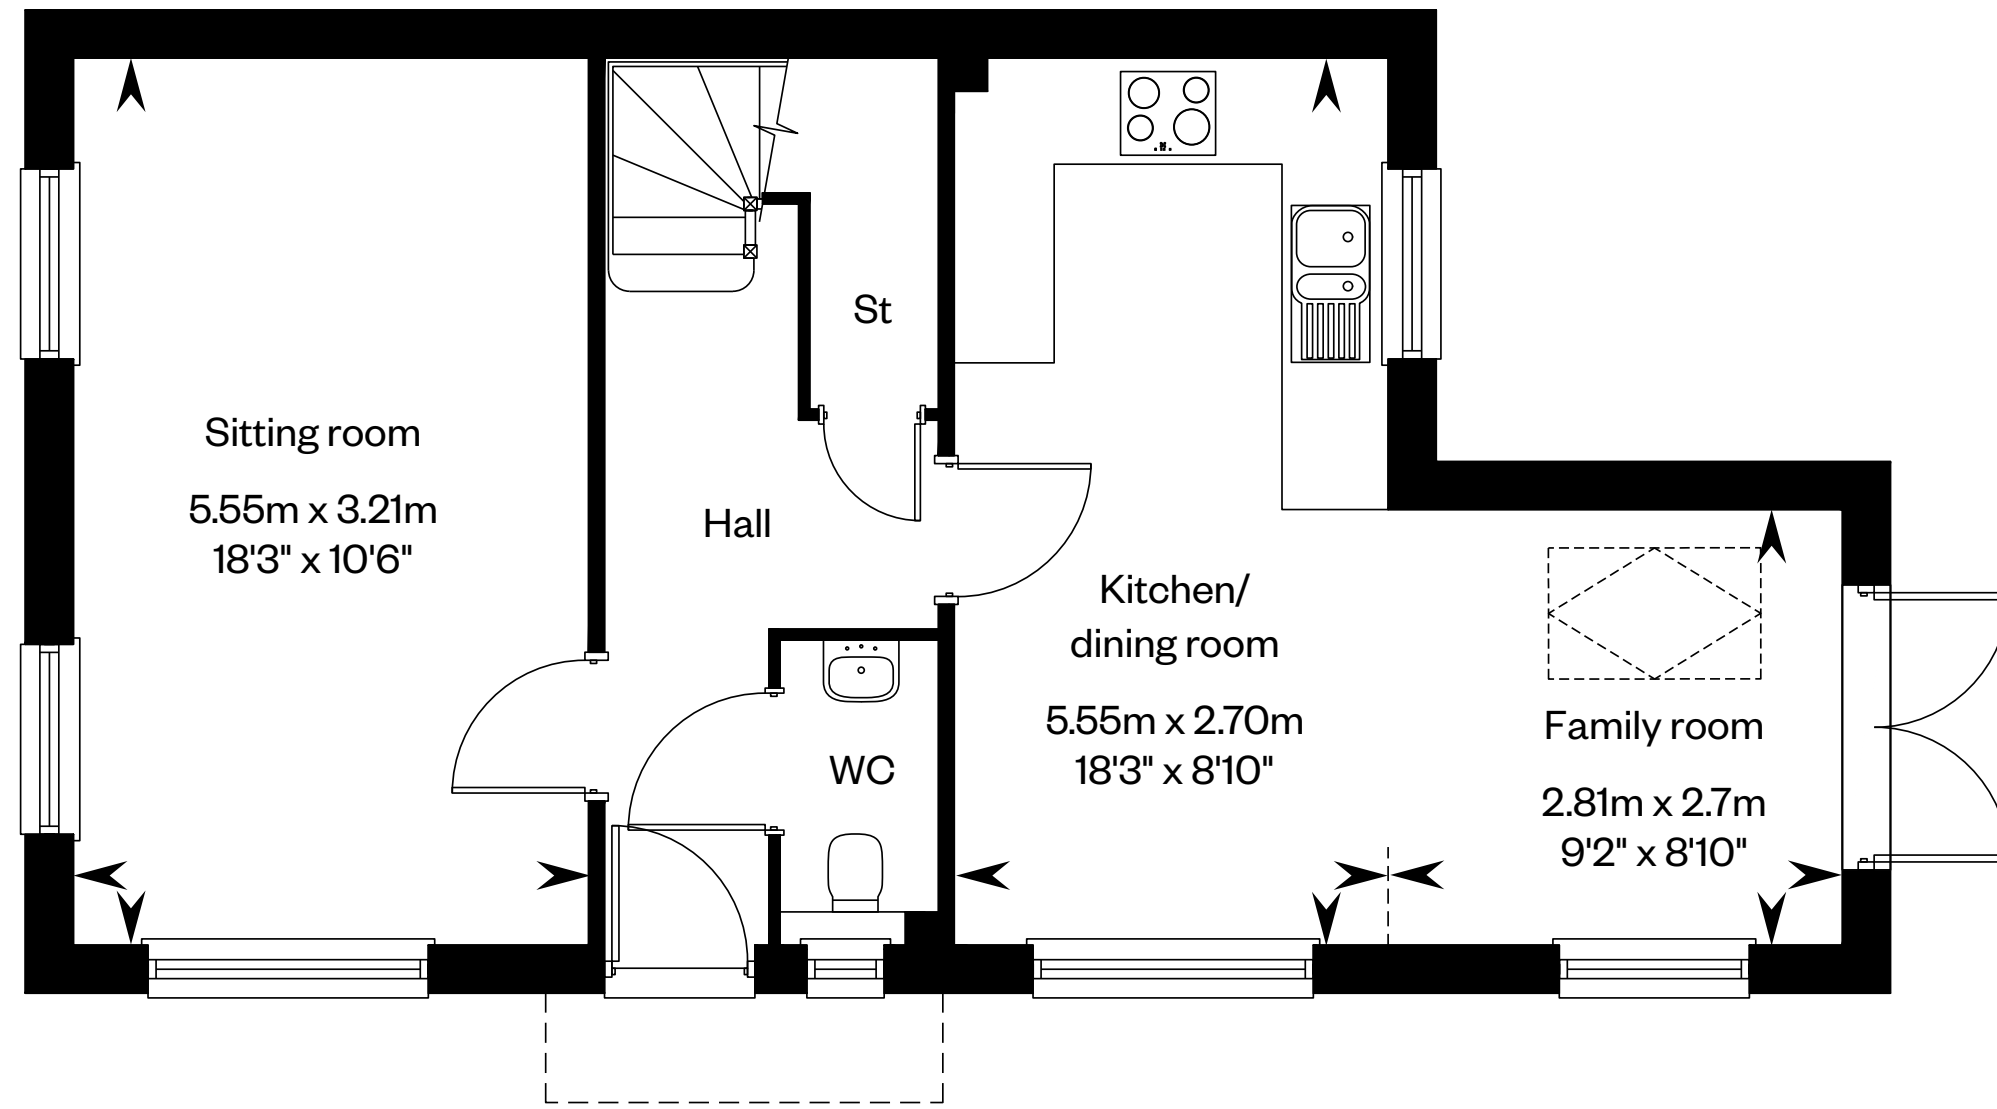 Sitting room
5.55m x 3.21m
18'3" x 10'6"
Hall
St
WC
Kitchen/
dining room
5.55m x 2.70m
18'3" x 8'10"
Family room
2.81m x 2.7m
9'2" x 8'10"